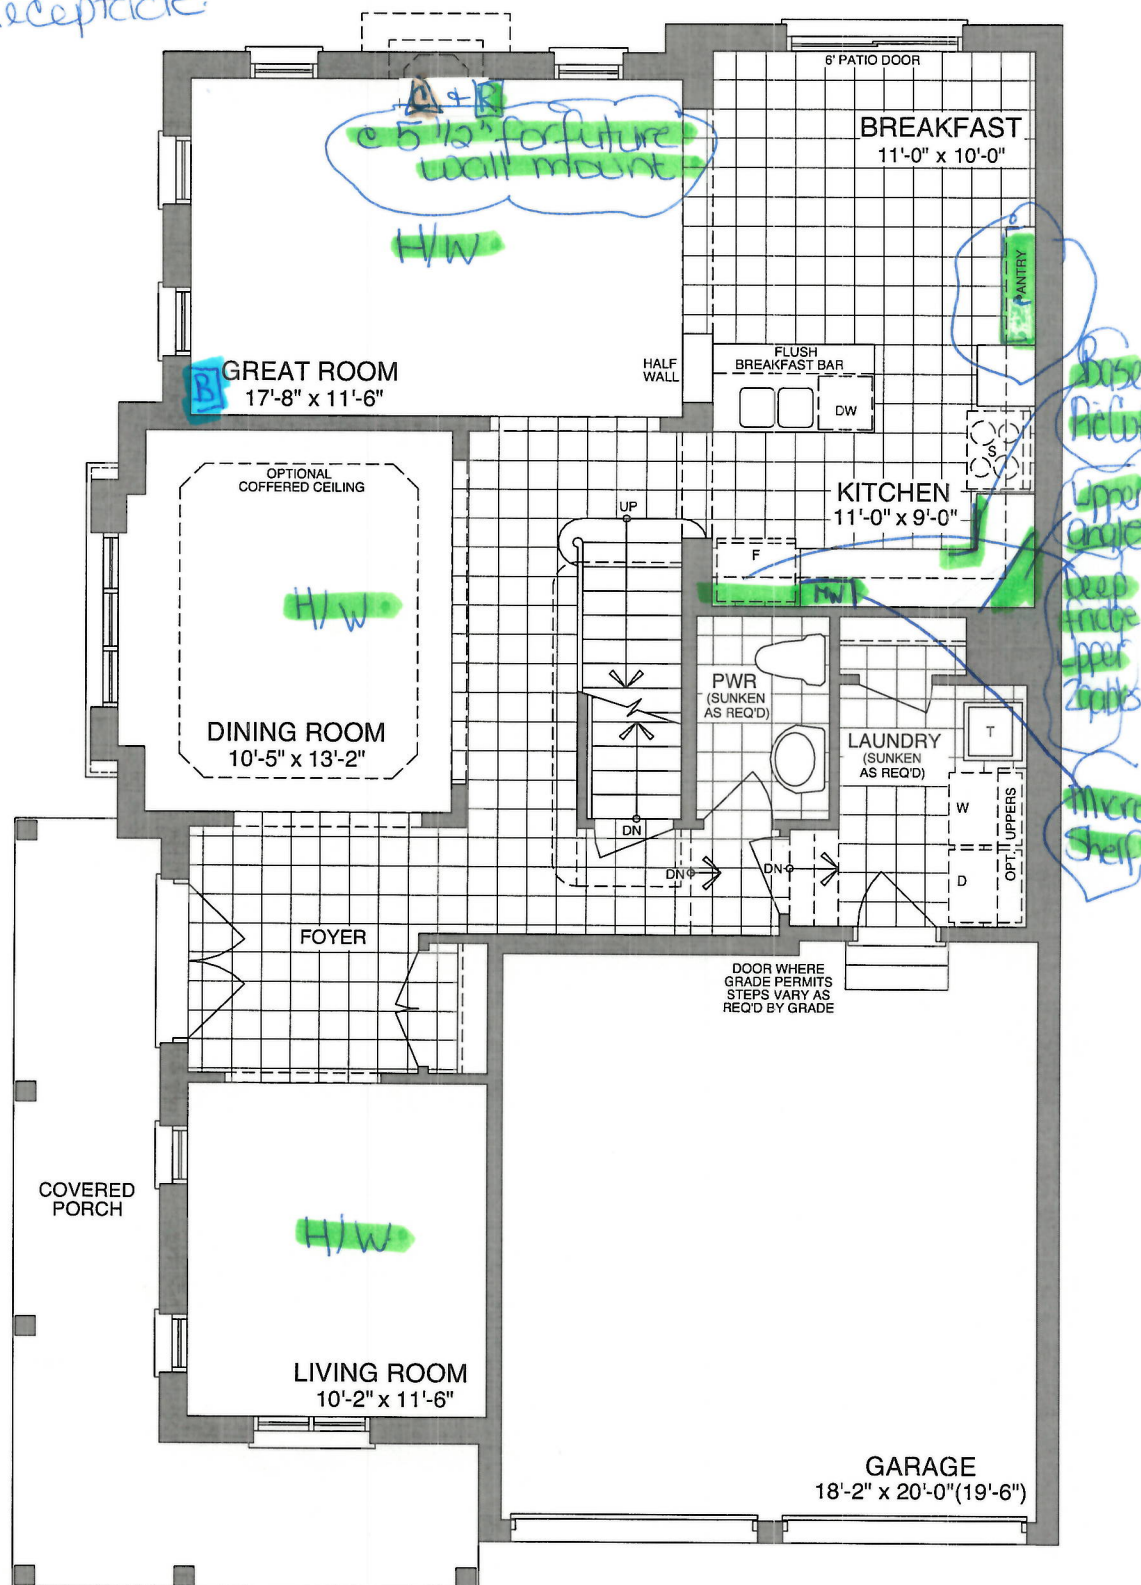 6' PATIO DOOR
C + R
5 1/2" for future
wall mount
BREAKFAST
11'-0" x 10'-0"
H/W
PANTRY
B
GREAT ROOM
17'-8" x 11'-6"
HALF
WALL
FLUSH
BREAKFAST BAR
DW
S
OPTIONAL
COFFERED CEILING
KITCHEN
11'-0" x 9'-0"
UP
F
MW
base
Upper
angle
Deep
fridge
upper
H/W
DINING ROOM
10'-5" x 13'-2"
PWR
(SUNKEN
AS REQ'D)
LAUNDRY
(SUNKEN
AS REQ'D)
T
W
D
OPT. UPPERS
Micro
Shelf
DN
DN
DN
FOYER
DOOR WHERE
GRADE PERMITS
STEPS VARY AS
REQ'D BY GRADE
COVERED
PORCH
H/W
LIVING ROOM
10'-2" x 11'-6"
GARAGE
18'-2" x 20'-0"(19'-6")